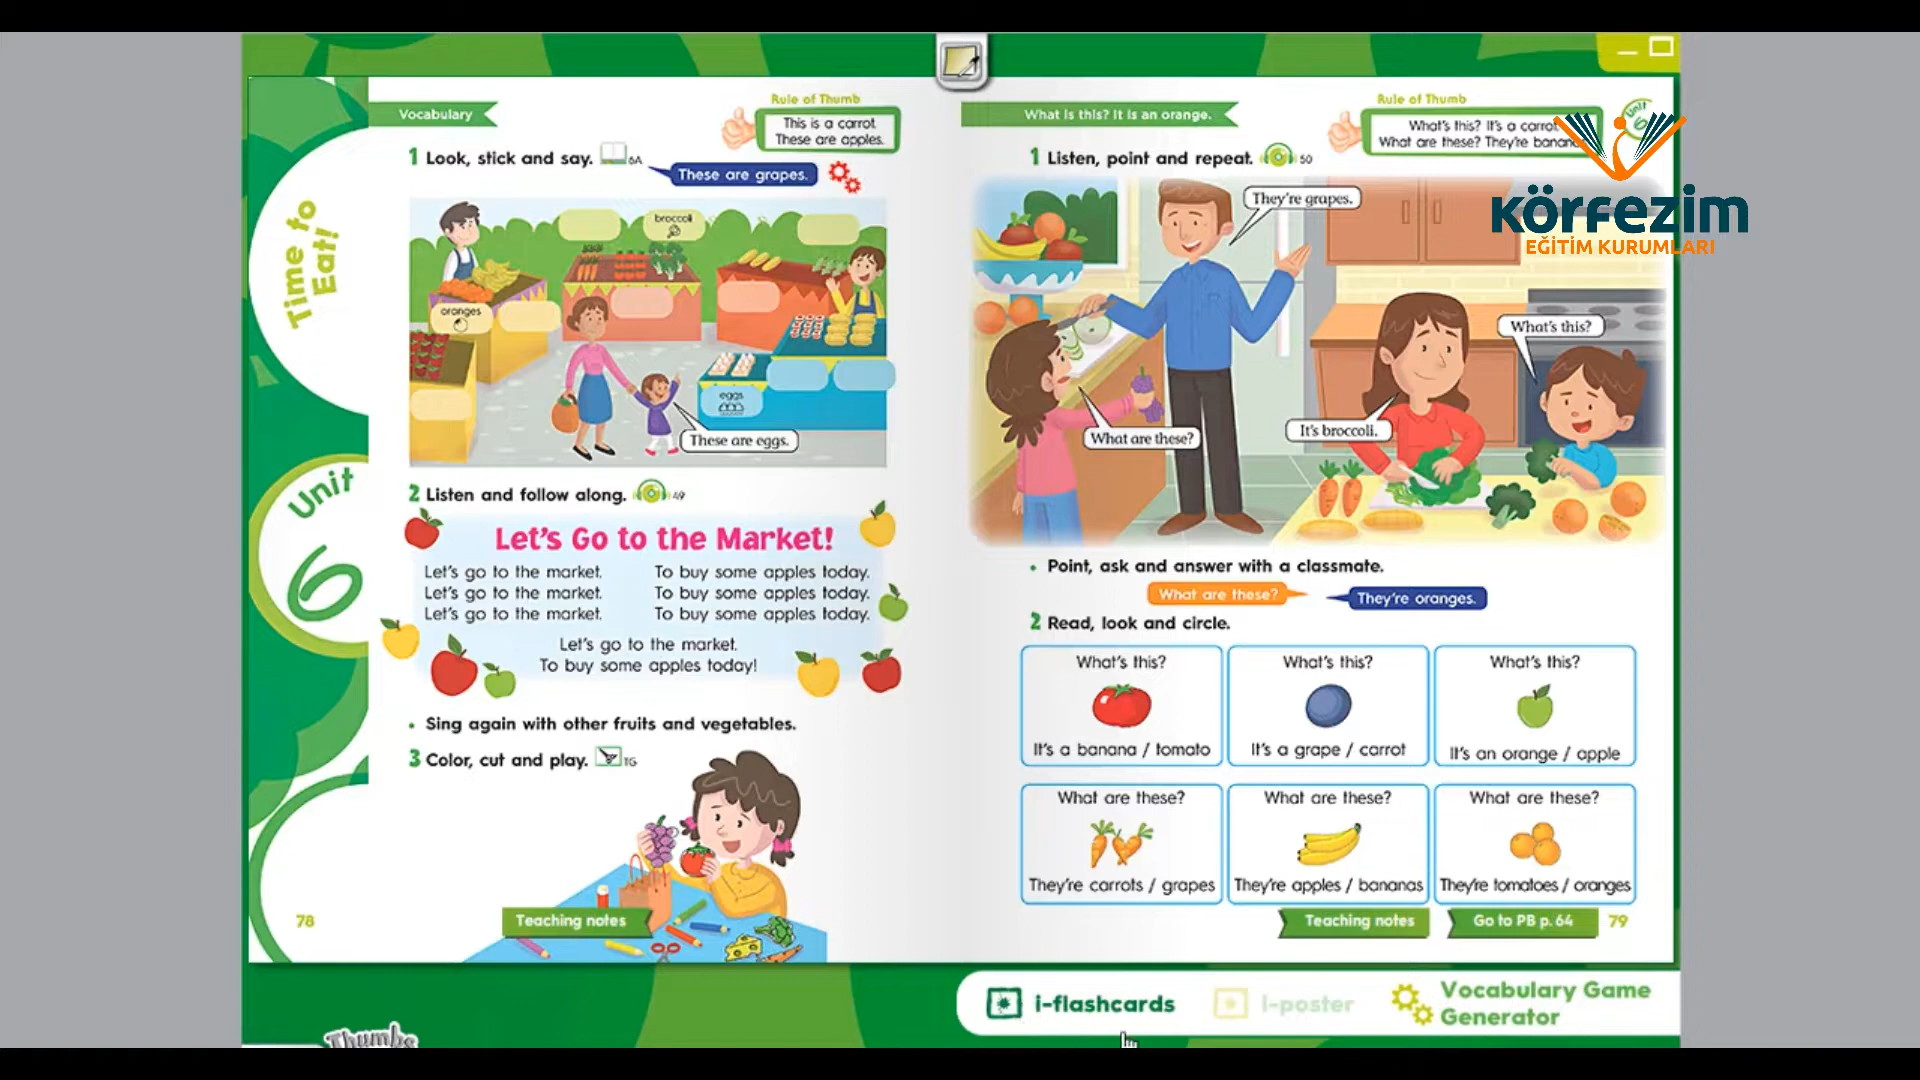 Vocabulary
Rule of Thumb
This is a carrot.
These are apples.
1 Look, stick and say. 6A
These are grapes.
Time to
Eat!
broccoli
oranges
eggs
These are eggs.
2 Listen and follow along. 49
Unit
6
Let's Go to the Market!
Let's go to the market. To buy some apples today.
Let's go to the market. To buy some apples today.
Let's go to the market. To buy some apples today.
Let's go to the market.
To buy some apples today!
• Sing again with other fruits and vegetables.
3 Color, cut and play. TG
78
Teaching notes
What is this? It is an orange.
Rule of Thumb
What's this? It's a carrot.
What are these? They're
Unit
6
KÖRFEZİM
EĞİTİM KURUMLARI
1 Listen, point and repeat. 50
They're grapes.
What's this?
What are these?
It's broccoli.
• Point, ask and answer with a classmate.
What are these?
They're oranges.
2 Read, look and circle.
What's this?
It's a banana / tomato
What's this?
It's a grape / carrot
What's this?
It's an orange / apple
What are these?
They're carrots / grapes
What are these?
They're apples / bananas
What are these?
They're tomatoes / oranges
Teaching notes
Go to PB p. 64
79
i-flashcards
i-poster
Vocabulary Game
Generator
Thumbs